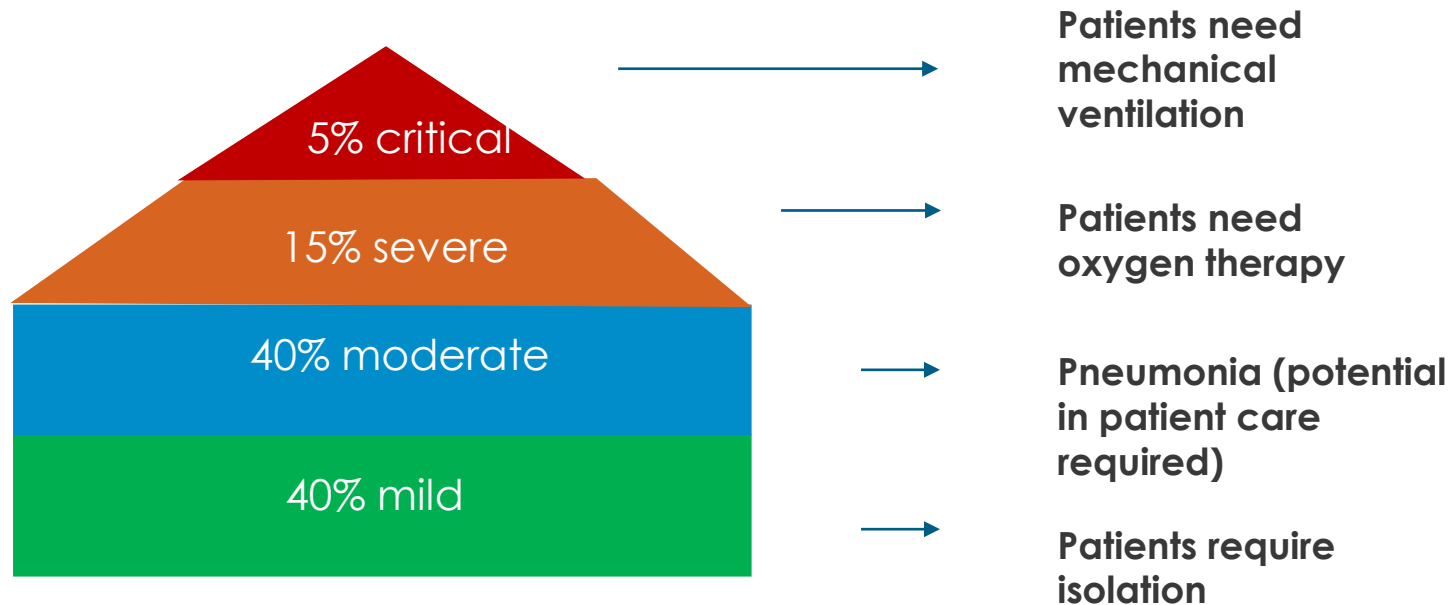 5% critical
Patients need
mechanical
ventilation
15% severe
Patients need
oxygen therapy
40% moderate
Pneumonia (potential
in patient care
required)
40% mild
Patients require
isolation